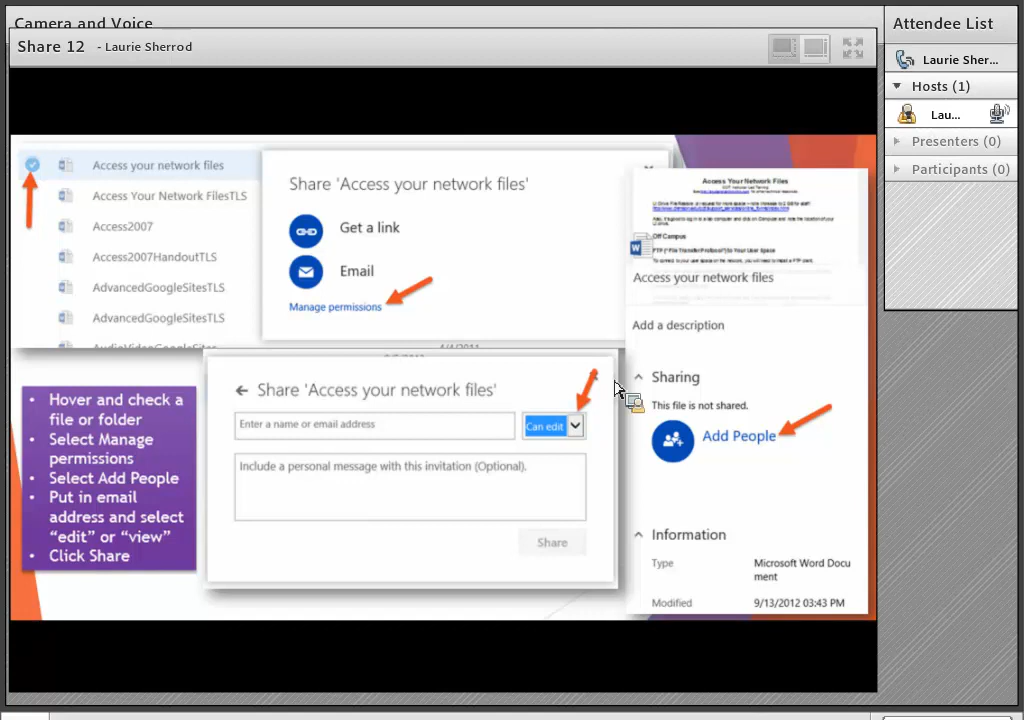 Camera and Voice
Attendee List
Share 12 - Laurie Sherrod
Laurie Sher...
Hosts (1)
Lau...
Presenters (0)
Participants (0)
Access your network files
Access Your Network FilesTLS
Access2007
Access2007HandoutTLS
AdvancedGoogleSitesTLS
AdvancedGoogleSitesTLS
Share 'Access your network files'
Get a link
Email
Manage permissions
Access Your Network Files
Off Campus
Access your network files
Add a description
Sharing
This file is not shared.
Add People
Information
Type
Microsoft Word Docu
ment
Modified
9/13/2012 03:43 PM
Share 'Access your network files'
Enter a name or email address
Can edit
Include a personal message with this invitation (Optional).
Share
• Hover and check a
file or folder
• Select Manage
permissions
• Select Add People
• Put in email
address and select
“edit” or “view”
• Click Share